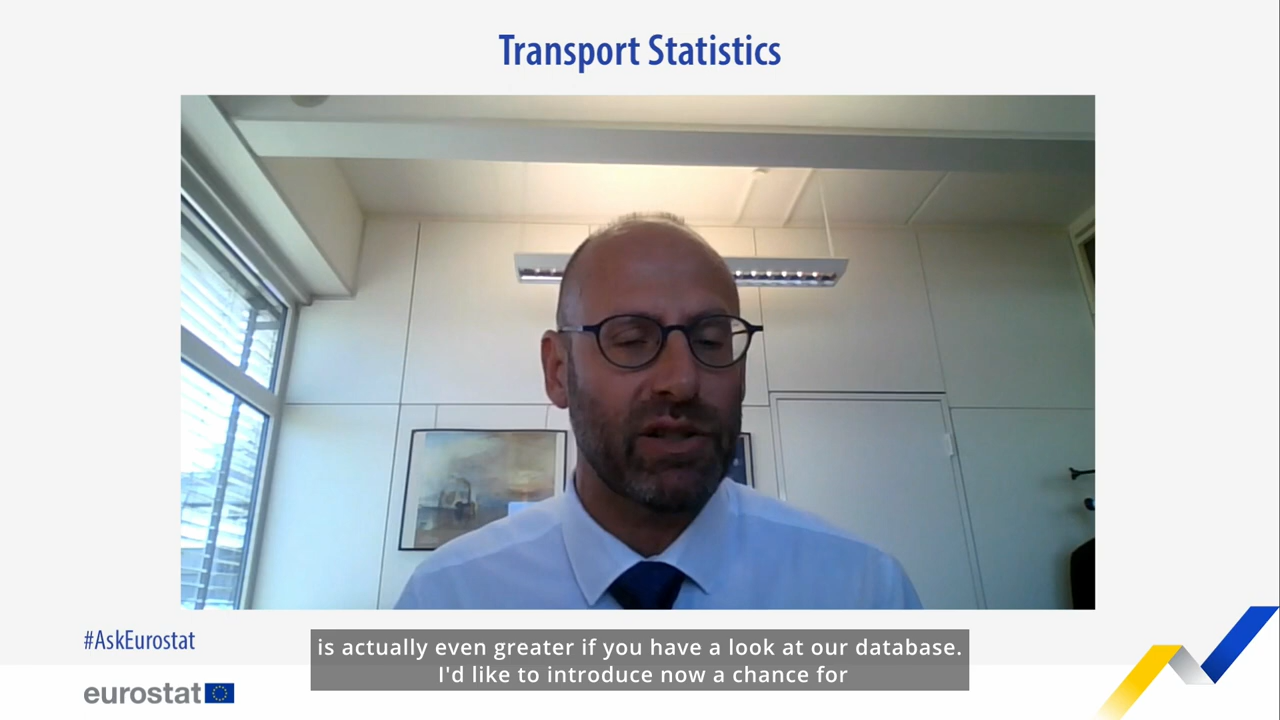 Transport Statistics
#AskEurostat
is actually even greater if you have a look at our database.
I'd like to introduce now a chance for
eurostat